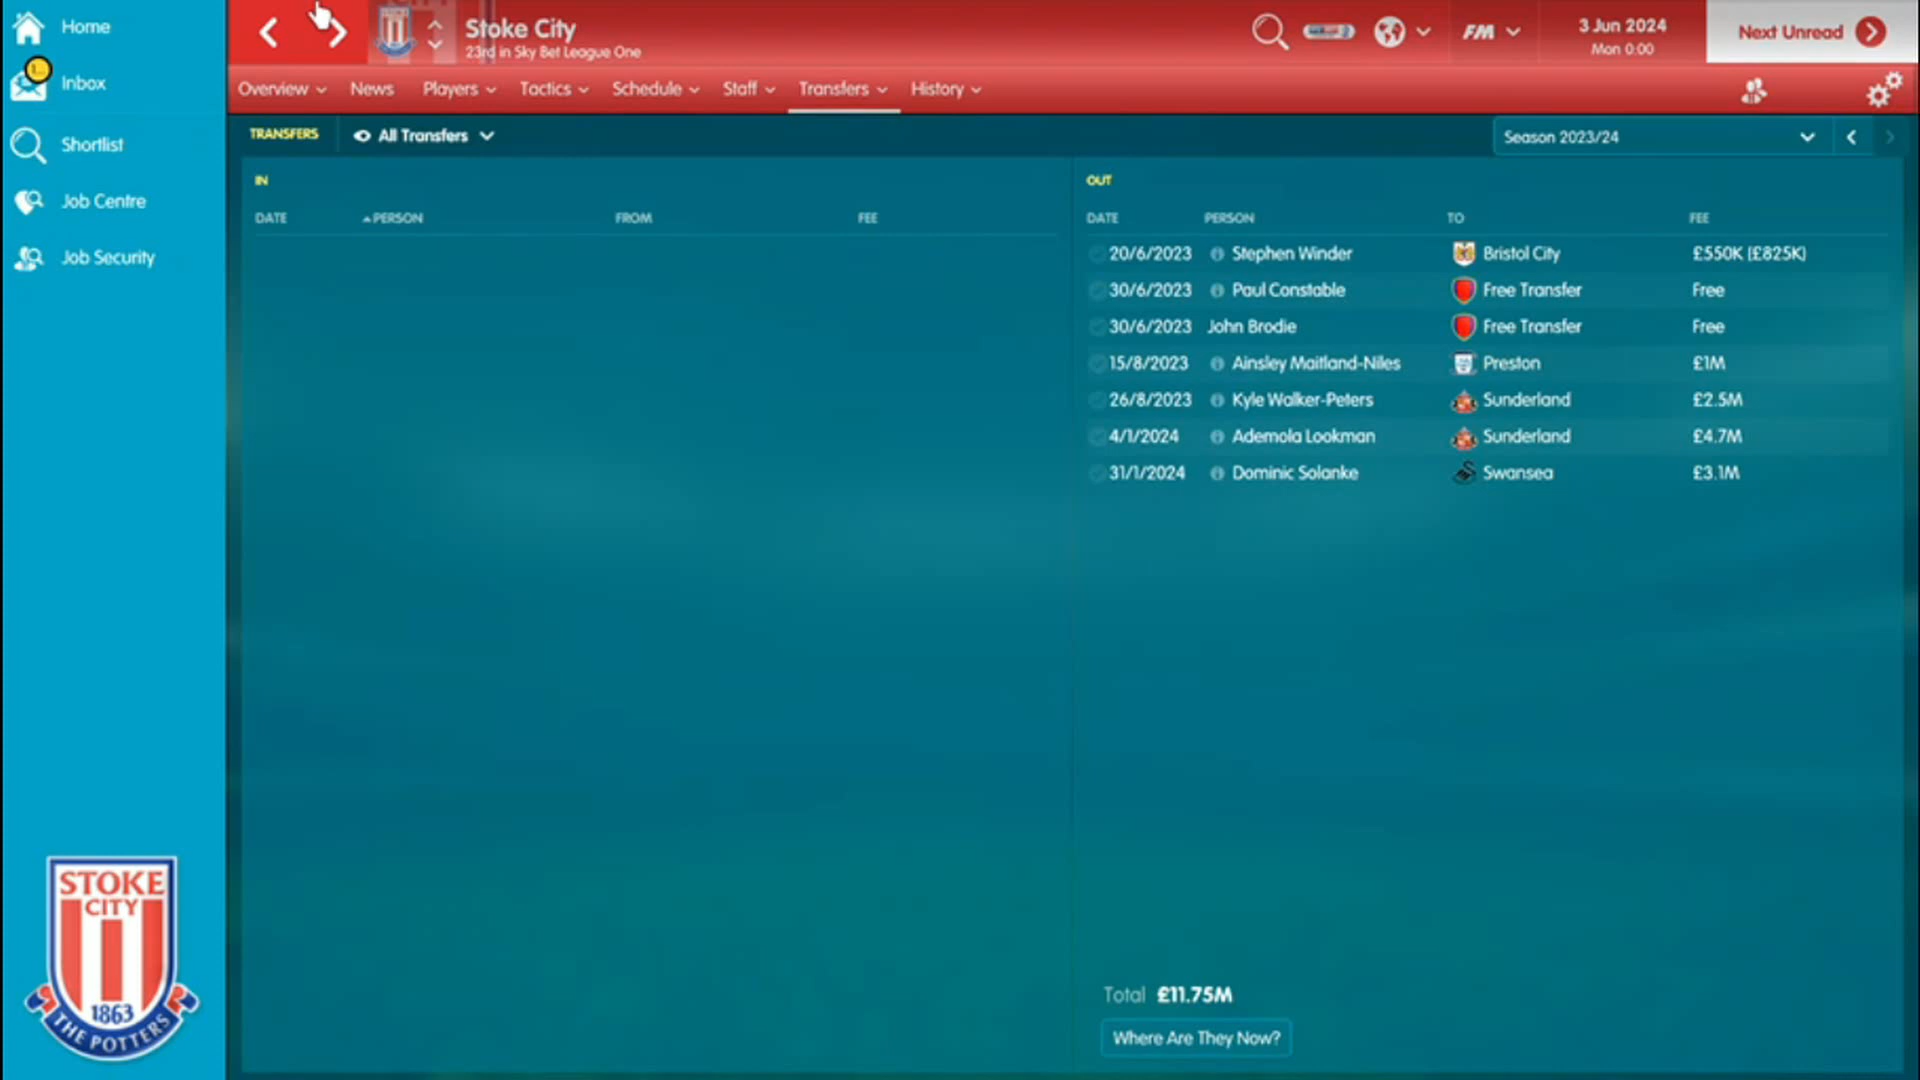 Home
Inbox
Shortlist
Job Centre
Job Security
STOKE
CITY
1863
THE POTTERS
Stoke City
23rd in Sky Bet League One
FM
3 Jun 2024
Mon 0:00
Next Unread
Overview
News
Players
Tactics
Schedule
Staff
Transfers
History
TRANSFERS
All Transfers
Season 2023/24
IN
DATE PERSON FROM FEE
OUT
DATE PERSON TO FEE
20/6/2023 Stephen Winder Bristol City £550K (£825K)
30/6/2023 Paul Constable Free Transfer Free
30/6/2023 John Brodie Free Transfer Free
15/8/2023 Ainsley Maitland-Niles Preston £1M
26/8/2023 Kyle Walker-Peters Sunderland £2.5M
4/1/2024 Ademola Lookman Sunderland £4.7M
31/1/2024 Dominic Solanke Swansea £3.1M
Total £11.75M
Where Are They Now?